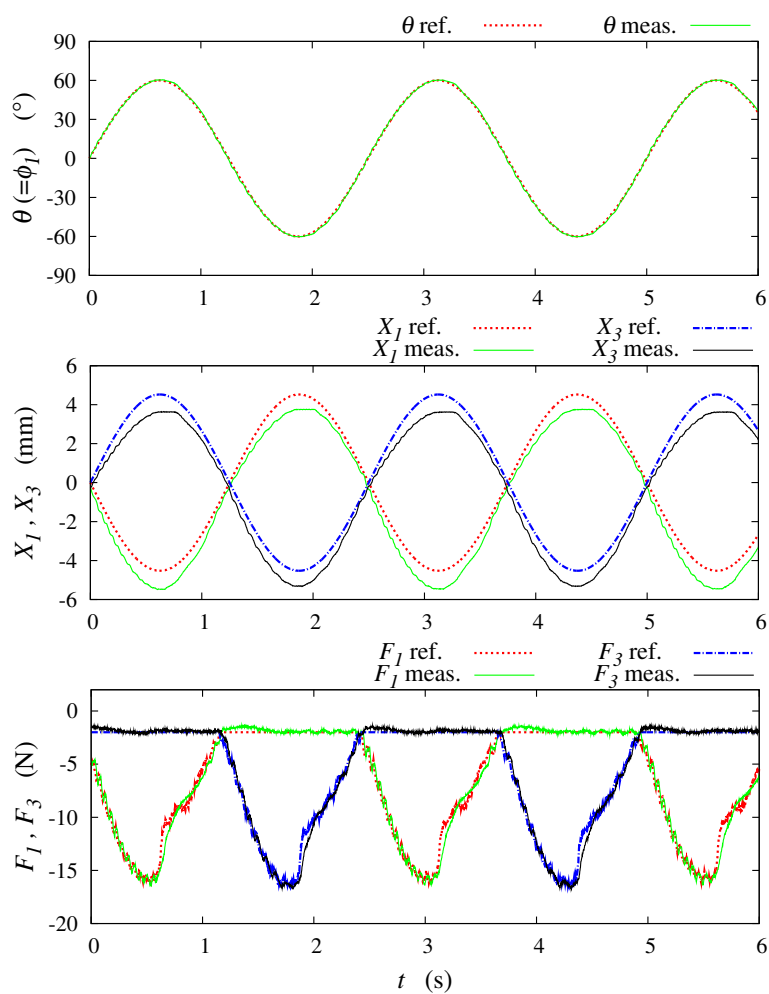 θ ref. θ meas.
90
60
30
0
-30
-60
-90
θ (=ϕ1) (°)
0 1 2 3 4 5 6
X1 ref. X3 ref.
X1 meas. X3 meas.
6
4
2
0
-2
-4
-6
X1 , X3 (mm)
0 1 2 3 4 5 6
F1 ref. F3 ref.
F1 meas. F3 meas.
0
-5
-10
-15
-20
F1 , F3 (N)
0 1 2 3 4 5 6
t (s)